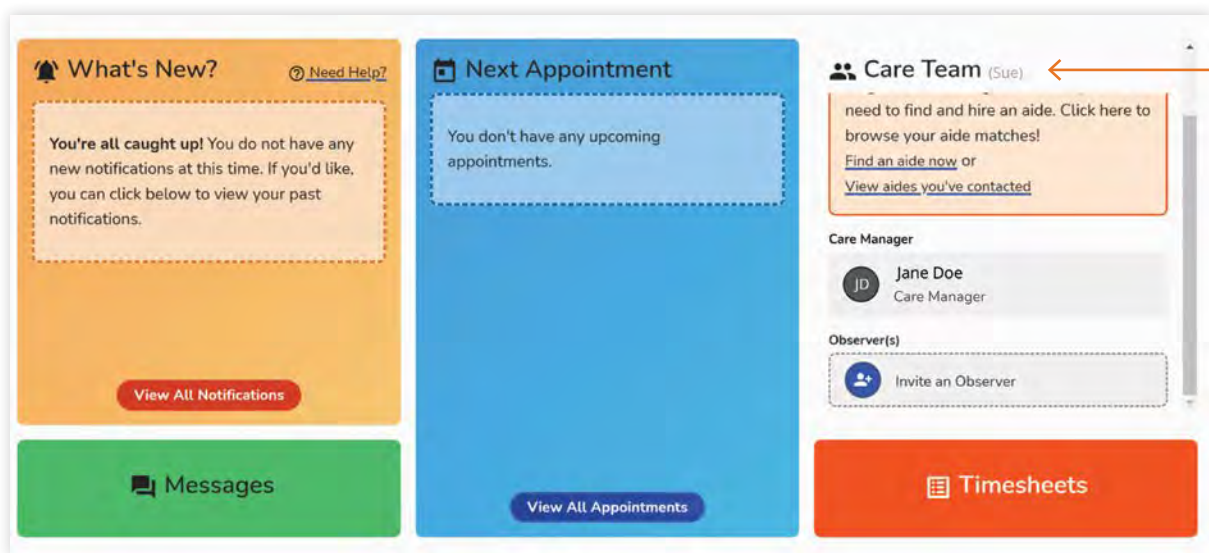 What's New?
Need Help?
You're all caught up! You do not have any
new notifications at this time. If you'd like,
you can click below to view your past
notifications.
View All Notifications
Messages
Next Appointment
You don't have any upcoming
appointments.
View All Appointments
Care Team (Sue)
need to find and hire an aide. Click here to
browse your aide matches!
Find an aide now or
View aides you've contacted
Care Manager
JD
Jane Doe
Care Manager
Observer(s)
Invite an Observer
Timesheets